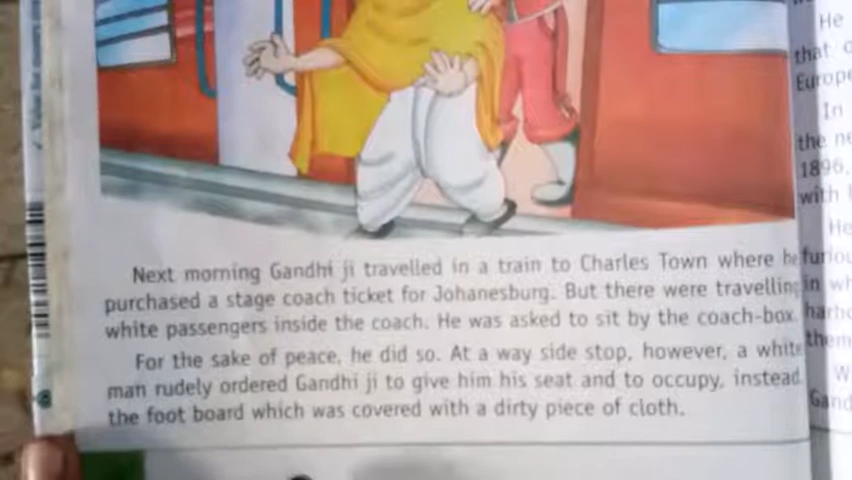 Next morning Gandhi ji travelled in a train to Charles Town where he
purchased a stage coach ticket for Johanesburg. But there were travelling
white passengers inside the coach. He was asked to sit by the coach-box.
For the sake of peace, he did so. At a way side stop, however, a white
man rudely ordered Gandhi ji to give him his seat and to occupy, instead
the foot board which was covered with a dirty piece of cloth.
He
that
Europe
In
the
1896,
with
He
in
them